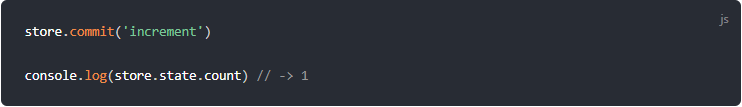 js
store.commit('increment')
console.log(store.state.count) // -> 1